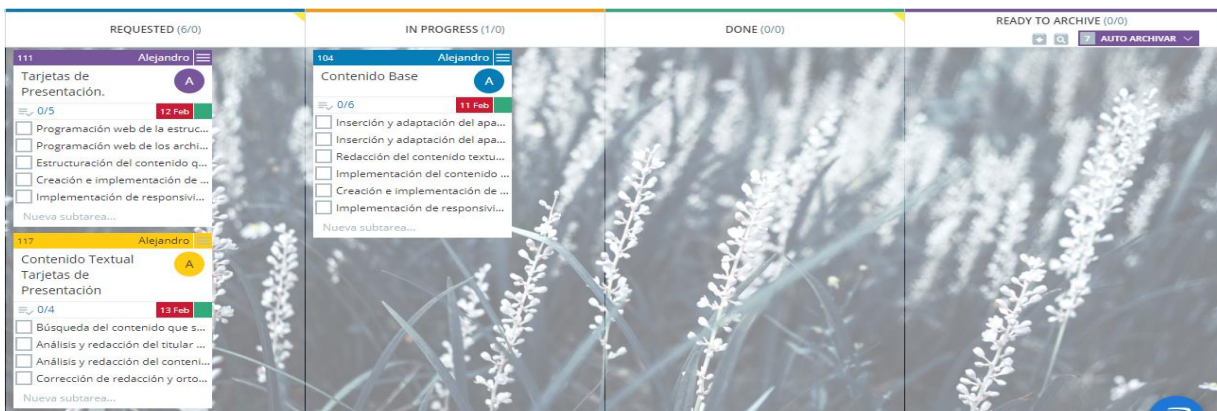 REQUESTED (6/0)
IN PROGRESS (1/0)
DONE (0/0)
READY TO ARCHIVE (0/0)
7 AUTO ARCHIVAR
111 Alejandro
Tarjetas de
Presentación.
A
0/5 12 Feb
Programación web de la estruc...
Programación web de los archi...
Estructuración del contenido q...
Creación e implementación de ...
Implementación de responsivi...
Nueva subtarea...
117 Alejandro
Contenido Textual
Tarjetas de
Presentación
A
0/4 13 Feb
Búsqueda del contenido que s...
Análisis y redacción del titular ...
Análisis y redacción del conteni...
Corrección de redacción y orto...
Nueva subtarea...
104 Alejandro
Contenido Base
A
0/6 11 Feb
Inserción y adaptación del apa...
Inserción y adaptación del apa...
Redacción del contenido textu...
Implementación del contenido ...
Creación e implementación de ...
Implementación de responsivi...
Nueva subtarea...